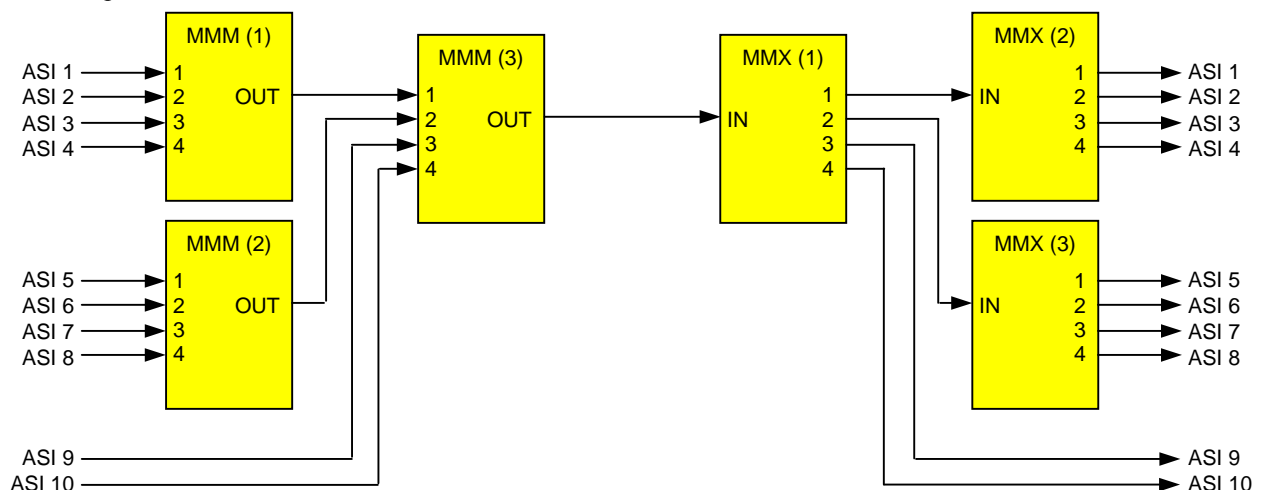 MMM (1)
ASI 1
ASI 2
ASI 3
ASI 4
1
2
3
4
OUT
MMM (2)
ASI 5
ASI 6
ASI 7
ASI 8
1
2
3
4
OUT
ASI 9
ASI 10
MMM (3)
1
2
3
4
OUT
MMX (1)
IN
1
2
3
4
MMX (2)
IN
1
2
3
4
ASI 1
ASI 2
ASI 3
ASI 4
MMX (3)
IN
1
2
3
4
ASI 5
ASI 6
ASI 7
ASI 8
ASI 9
ASI 10